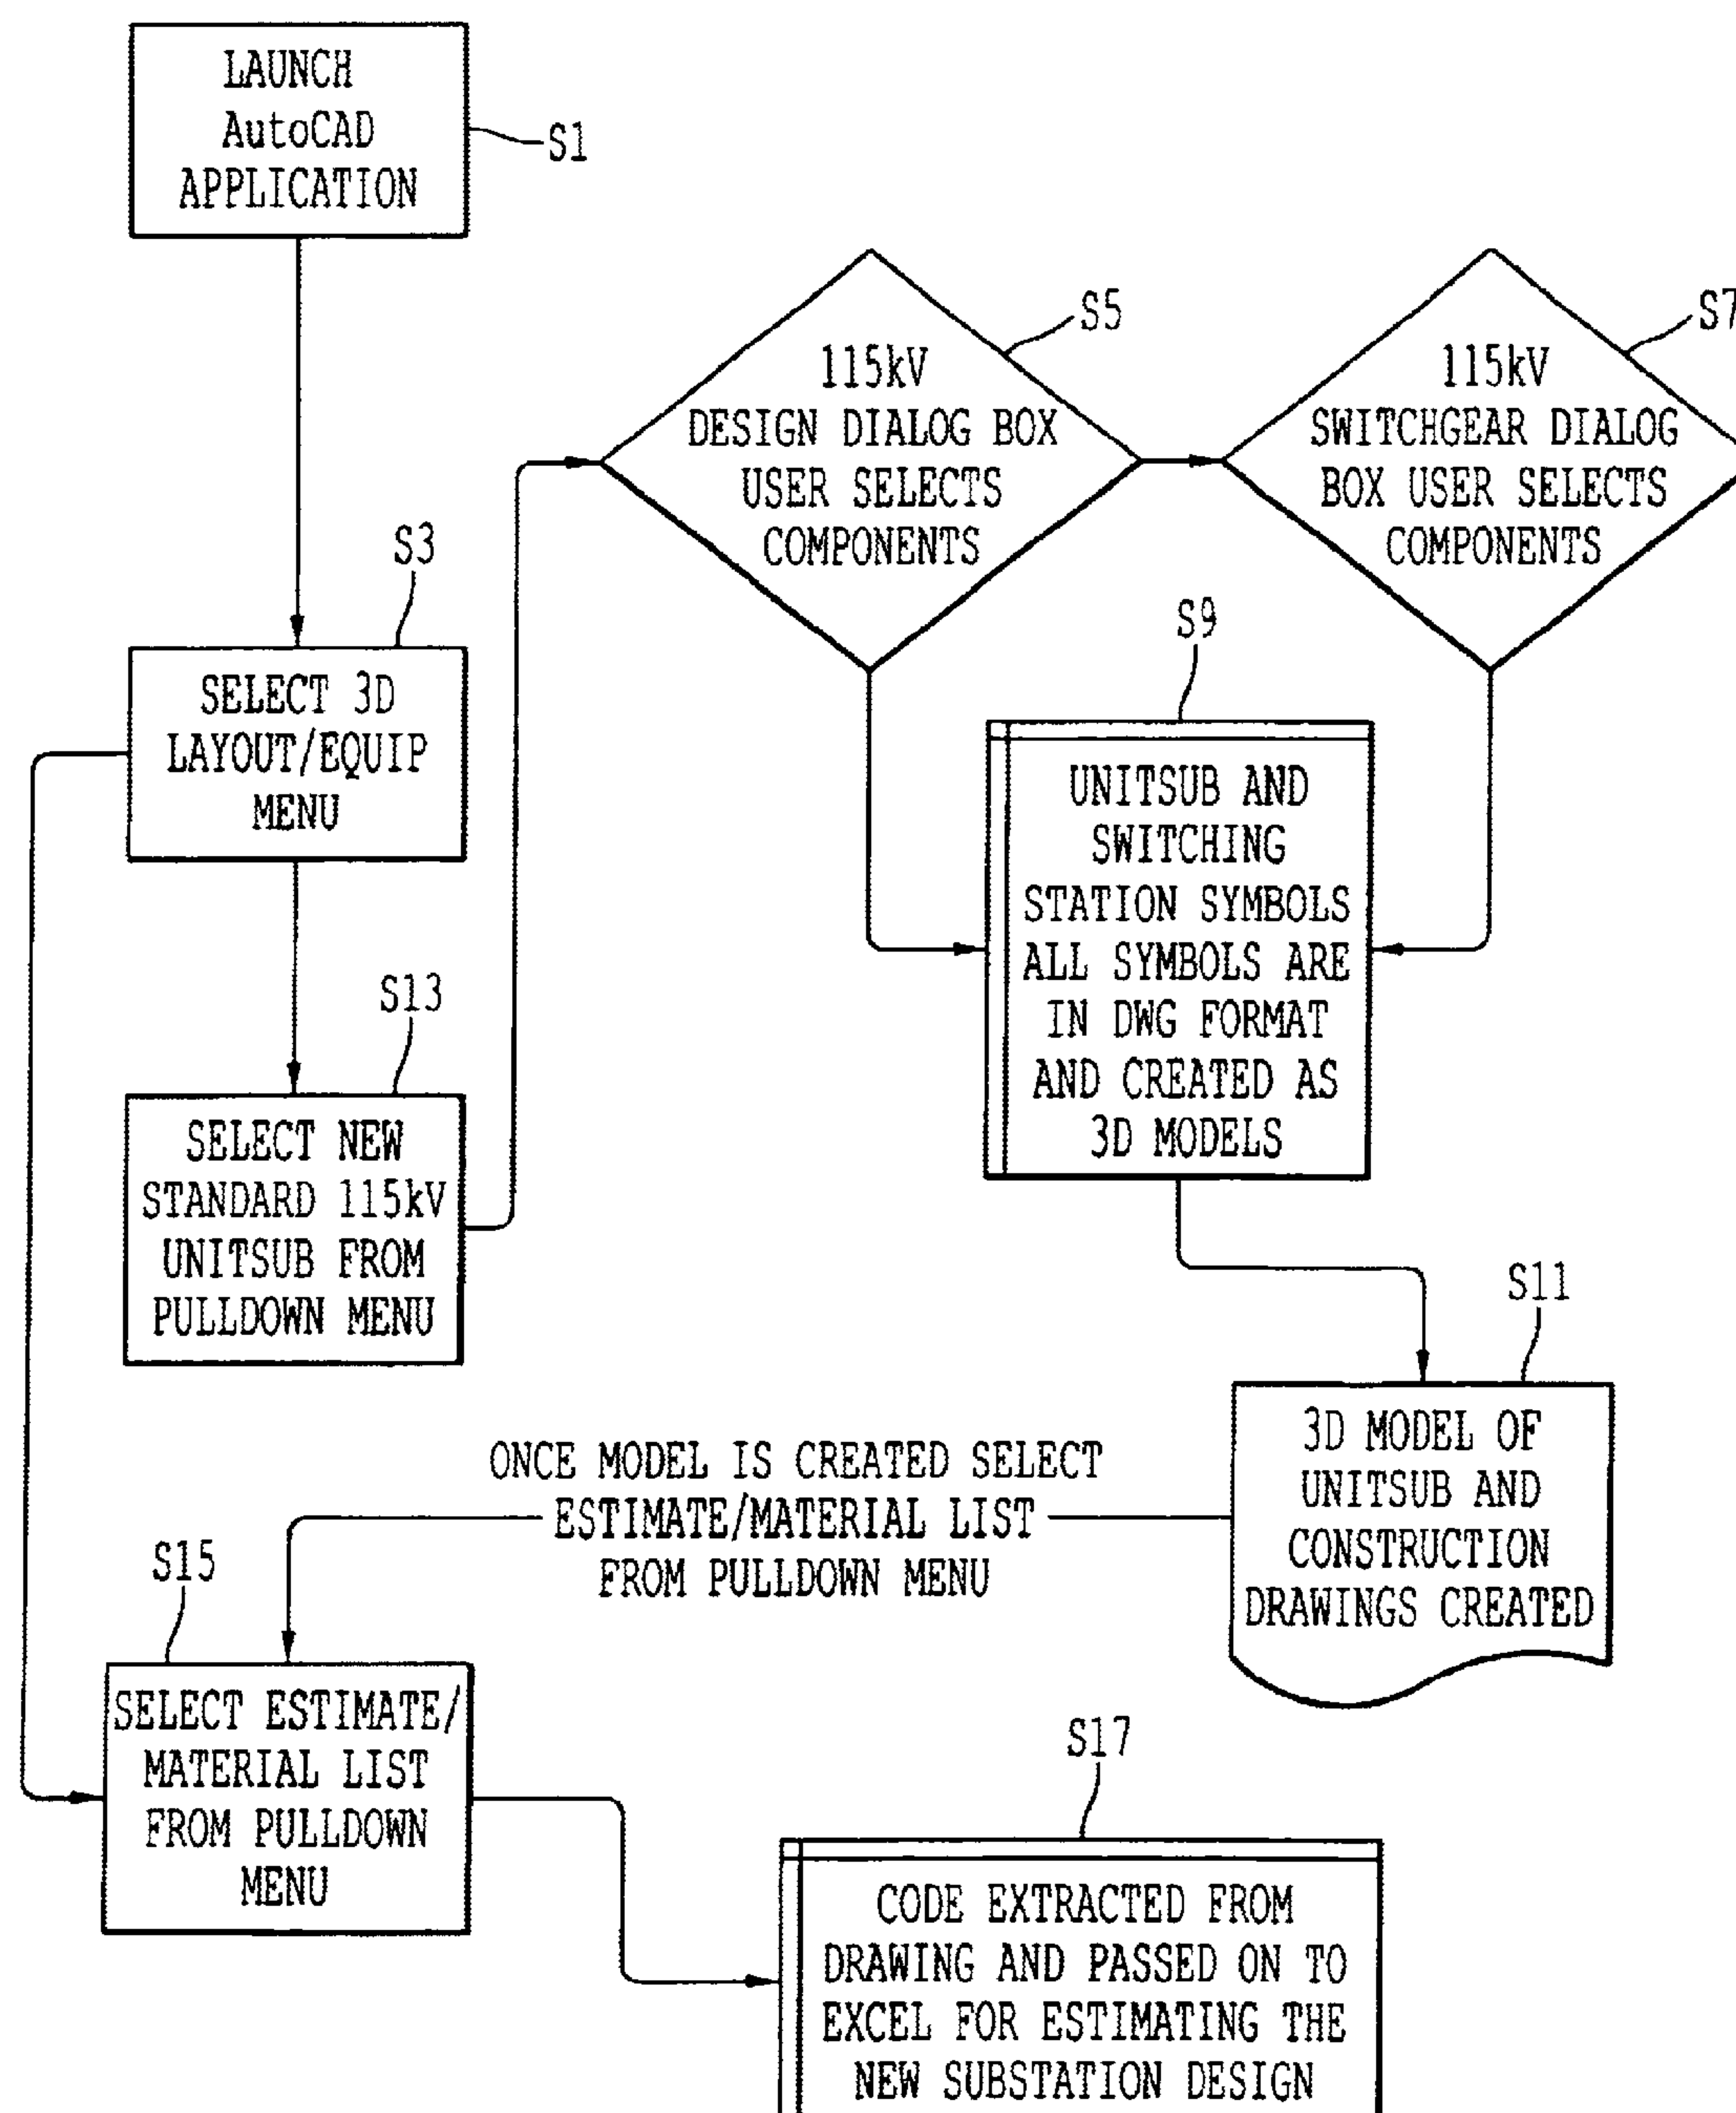 LAUNCH
AutoCAD
APPLICATION
S1
S5
115kV
DESIGN DIALOG BOX
USER SELECTS
COMPONENTS
S7
115kV
SWITCHGEAR DIALOG
BOX USER SELECTS
COMPONENTS
S3
SELECT 3D
LAYOUT/EQUIP
MENU
S9
UNITSUB AND
SWITCHING
STATION SYMBOLS
ALL SYMBOLS ARE
IN DWG FORMAT
AND CREATED AS
3D MODELS
S13
SELECT NEW
STANDARD 115kV
UNITSUB FROM
PULLDOWN MENU
S11
3D MODEL OF
UNITSUB AND
CONSTRUCTION
DRAWINGS CREATED
ONCE MODEL IS CREATED SELECT
ESTIMATE/MATERIAL LIST
FROM PULLDOWN MENU
S15
SELECT ESTIMATE/
MATERIAL LIST
FROM PULLDOWN
MENU
S17
CODE EXTRACTED FROM
DRAWING AND PASSED ON TO
EXCEL FOR ESTIMATING THE
NEW SUBSTATION DESIGN